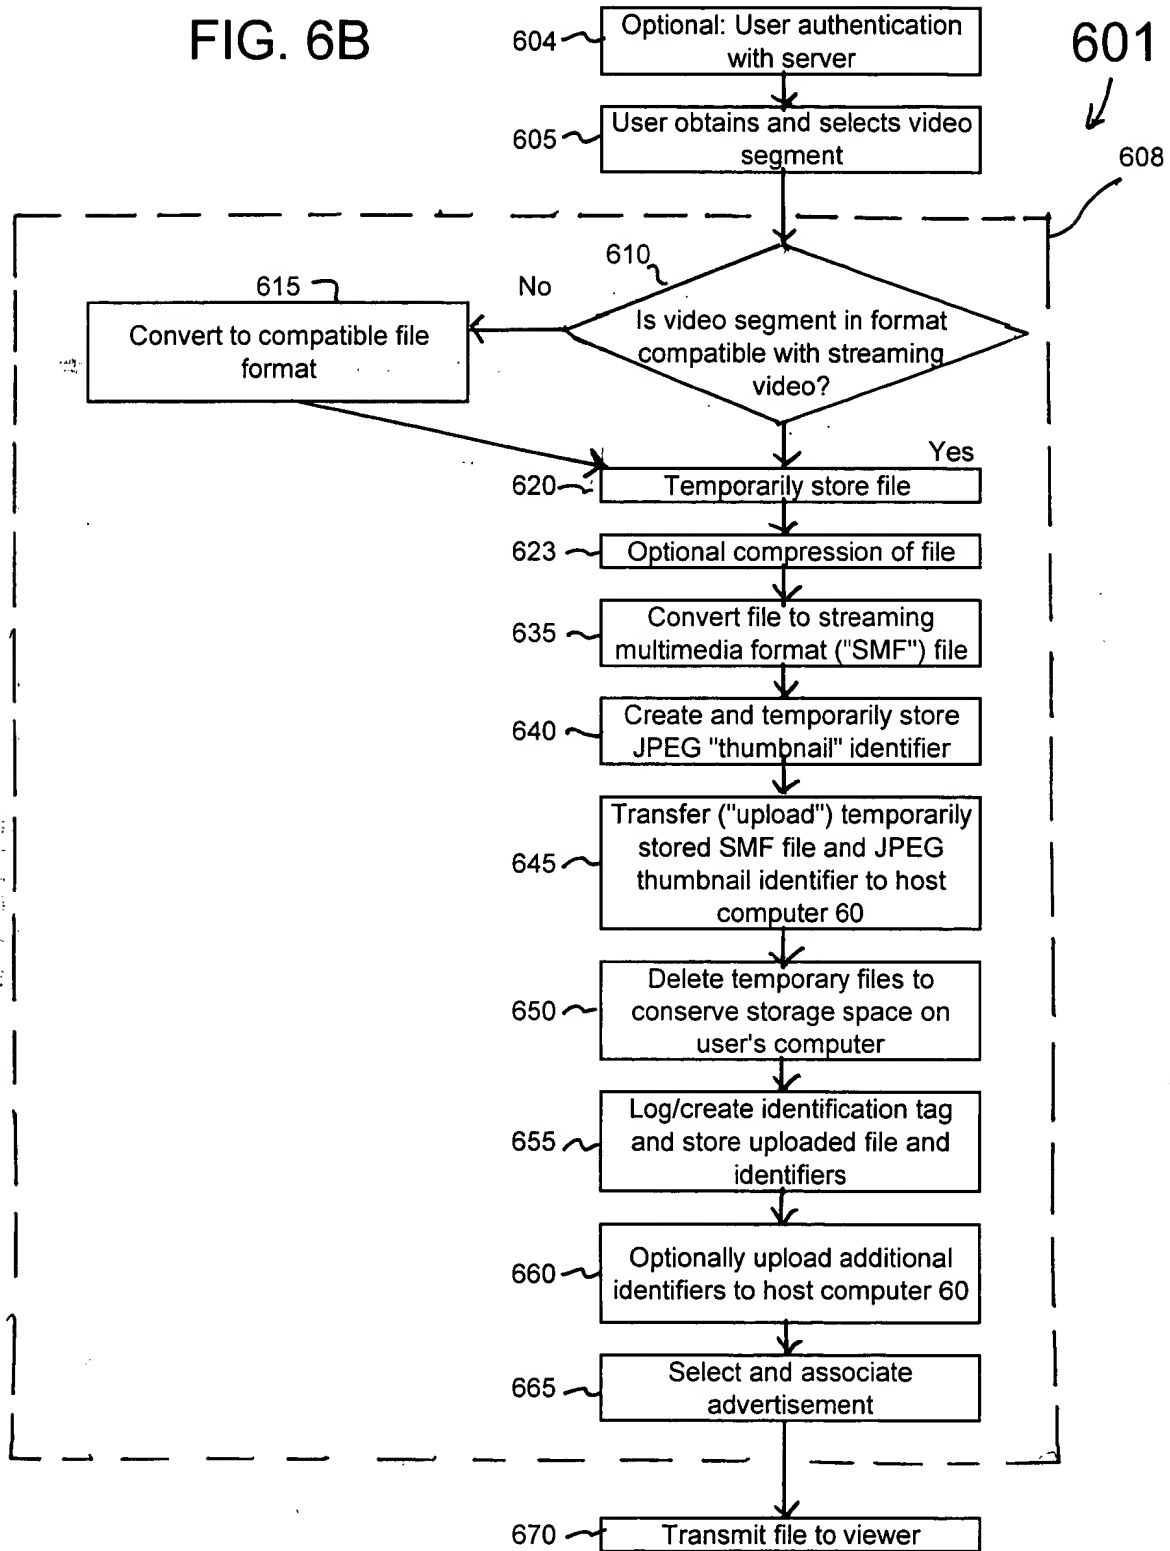 FIG. 6B
601
604
Optional: User authentication
with server
605
User obtains and selects video
segment
608
610
No
Is video segment in format
compatible with streaming
video?
615
Convert to compatible file
format
Yes
620
Temporarily store file
623
Optional compression of file
635
Convert file to streaming
multimedia format ("SMF") file
640
Create and temporarily store
JPEG "thumbnail" identifier
645
Transfer ("upload") temporarily
stored SMF file and JPEG
thumbnail identifier to host
computer 60
650
Delete temporary files to
conserve storage space on
user's computer
655
Log/create identification tag
and store uploaded file and
identifiers
660
Optionally upload additional
identifiers to host computer 60
665
Select and associate
advertisement
670
Transmit file to viewer